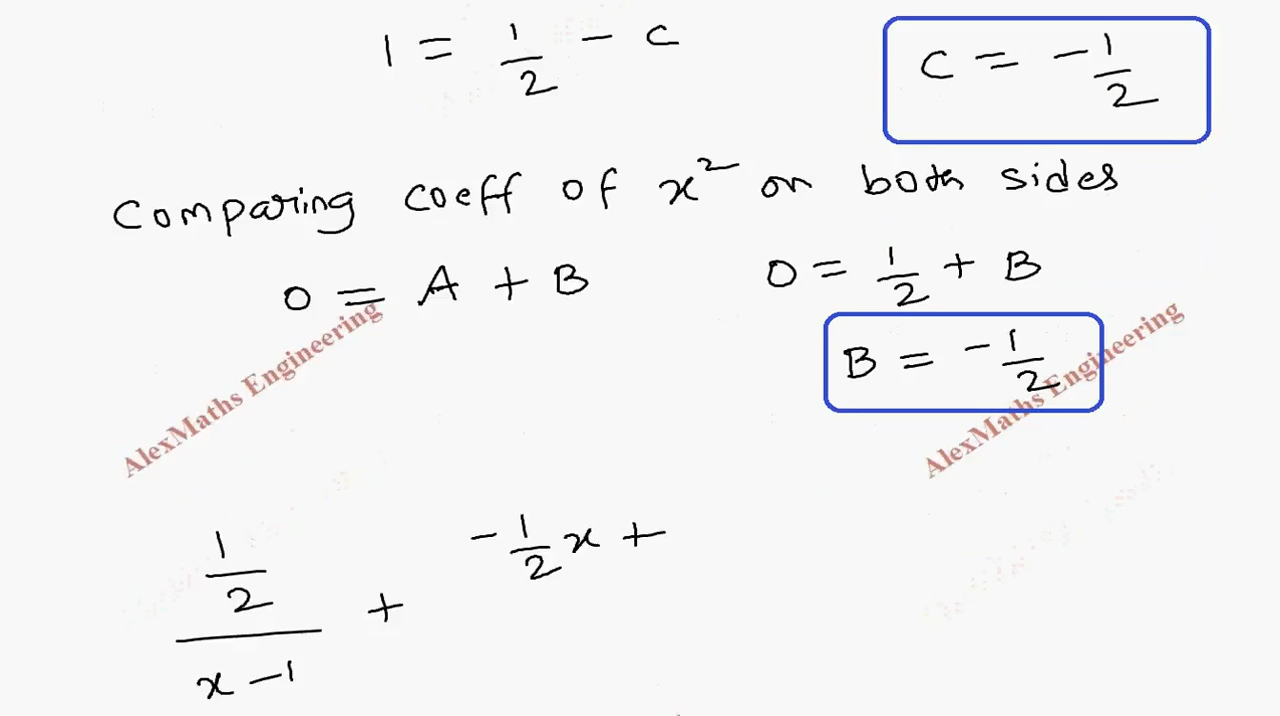 1 = 1/2 - C C = -1/2
Comparing coeff of x² on both sides
0 = A + B 0 = 1/2 + B
B = -1/2
AlexMaths Engineering AlexMaths Engineering
1/2 / x-1 + -1/2 x +